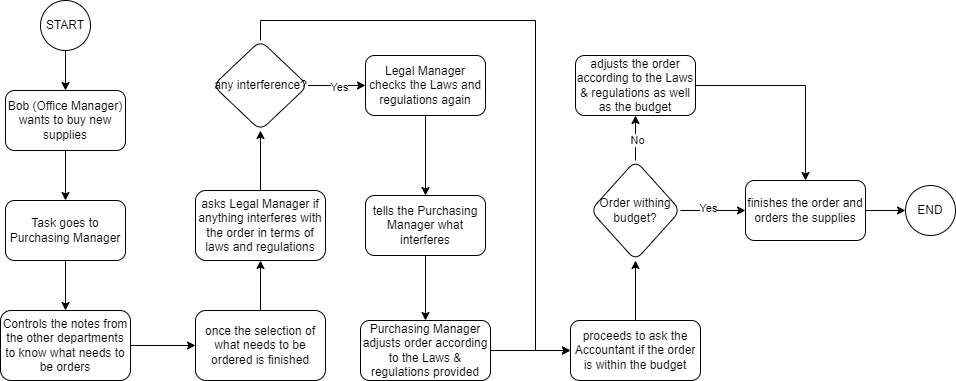 START
Bob (Office Manager)
wants to buy new
supplies
Task goes to
Purchasing Manager
Controls the notes from
the other departments
to know what needs to
be orders
once the selection of
what needs to be
ordered is finished
asks Legal Manager if
anything interferes with
the order in terms of
laws and regulations
any interference?
Yes
Legal Manager
checks the Laws and
regulations again
tells the Purchasing
Manager what
interferes
Purchasing Manager
adjusts order according
to the Laws &
regulations provided
proceeds to ask the
Accountant if the order
is within the budget
Order withing
budget?
No
adjusts the order
according to the Laws
& regulations as well
as the budget
Yes
finishes the order and
orders the supplies
END